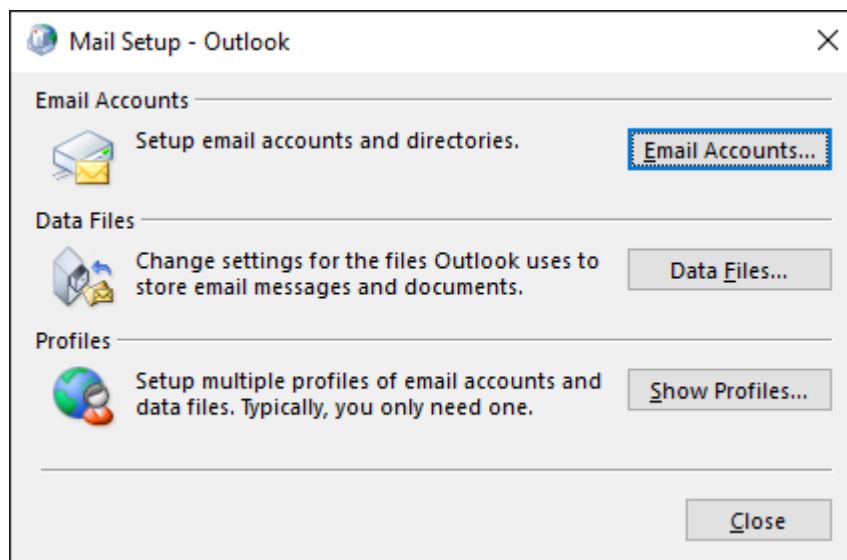 Mail Setup - Outlook
Email Accounts
Setup email accounts and directories.
Email Accounts...
Data Files
Change settings for the files Outlook uses to
store email messages and documents.
Data Files...
Profiles
Setup multiple profiles of email accounts and
data files. Typically, you only need one.
Show Profiles...
Close